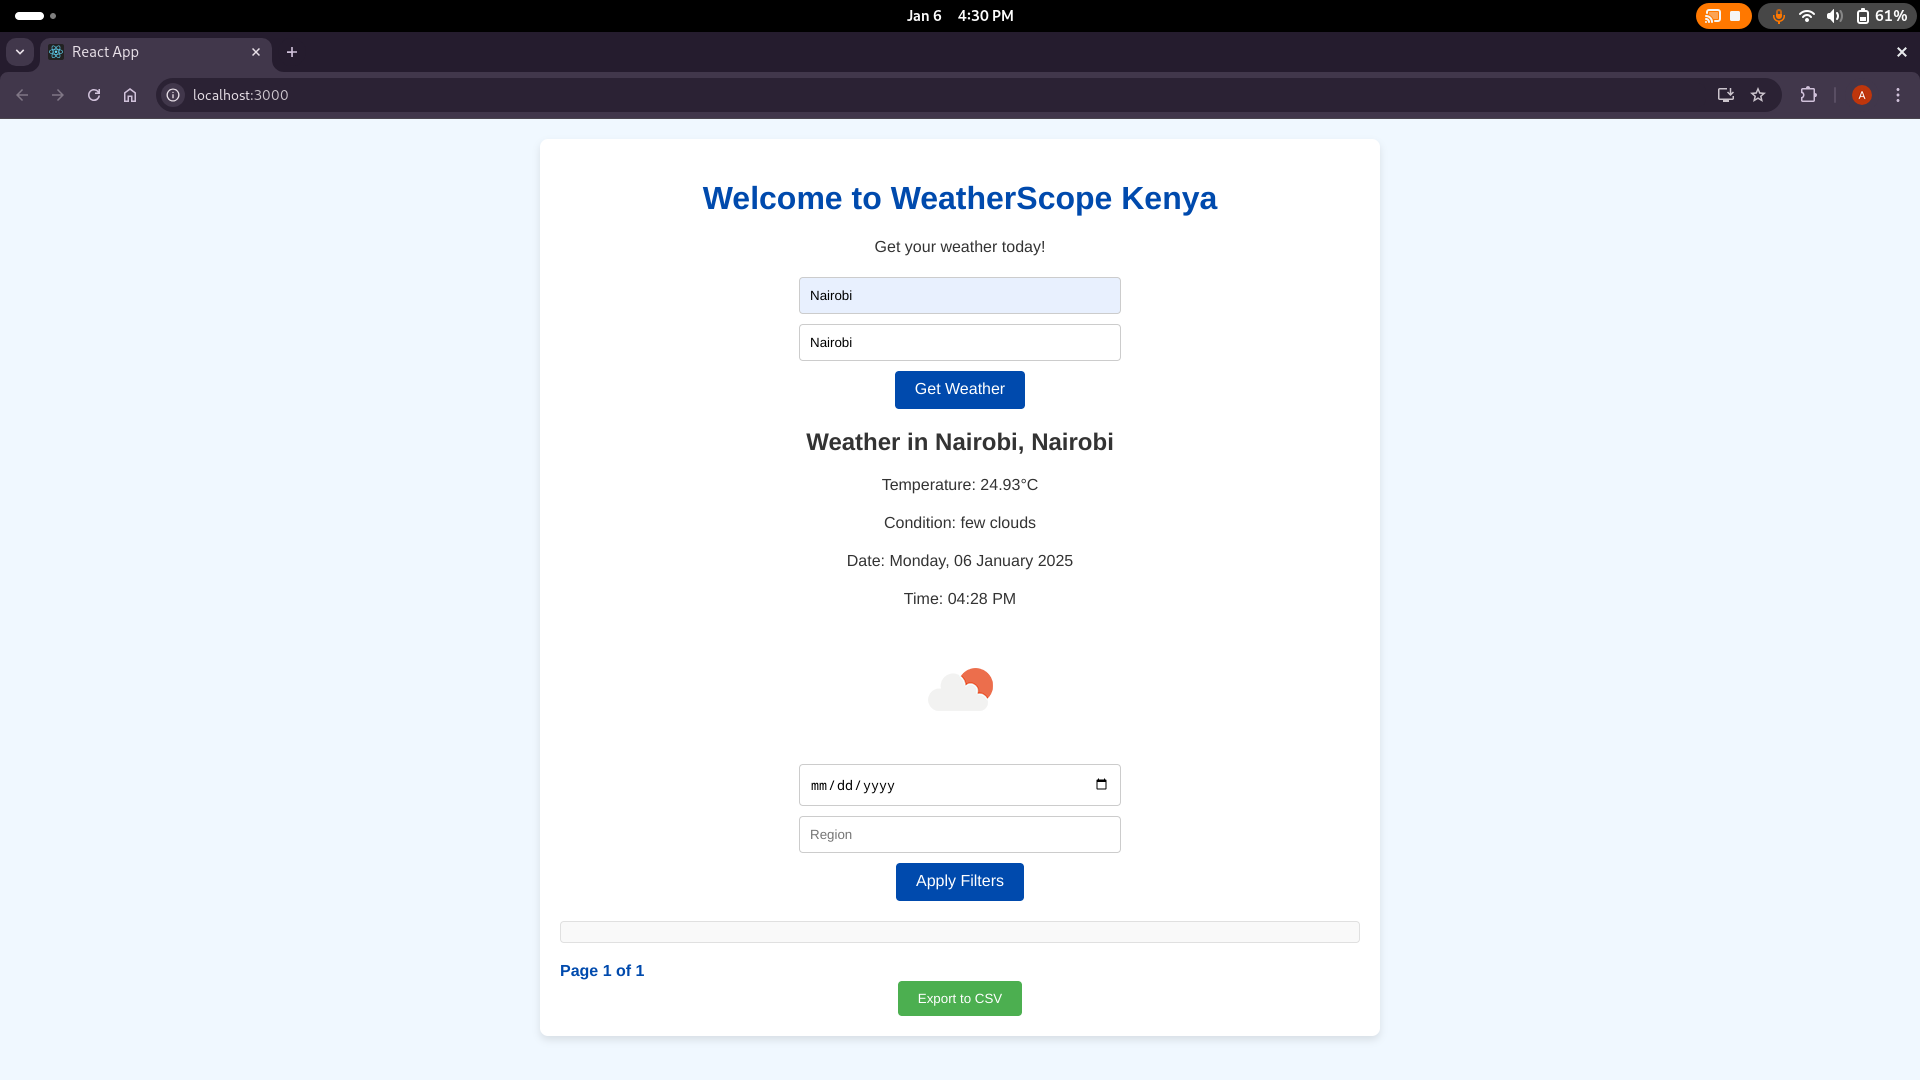 Jan 6 4:30 PM
61%
React App
localhost:3000
A
Welcome to WeatherScope Kenya
Get your weather today!
Nairobi
Nairobi
Get Weather
Weather in Nairobi, Nairobi
Temperature: 24.93°C
Condition: few clouds
Date: Monday, 06 January 2025
Time: 04:28 PM
mm/dd/yyyy
Region
Apply Filters
Page 1 of 1
Export to CSV